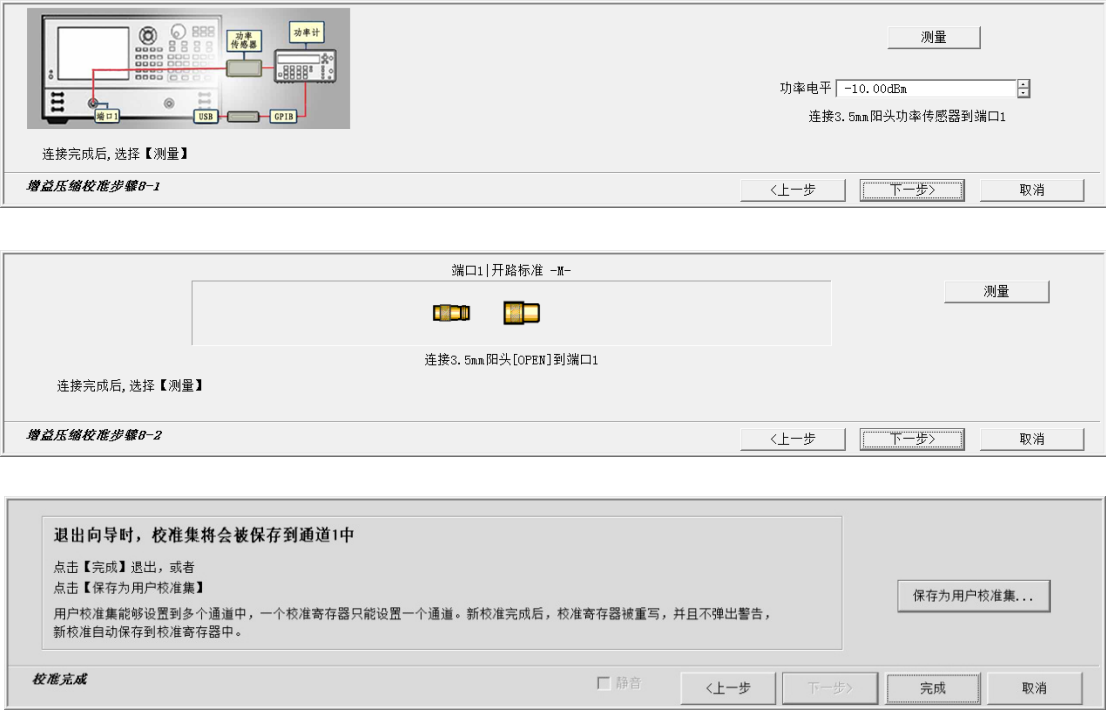 功率
传感器
功率计
端口1
USB
GPIB
测量
功率电平
-10.00dBm
连接3.5mm阳头功率传感器到端口1
连接完成后,选择【测量】
增益压缩校准步骤8-1
<上一步
下一步>
取消
端口1|开路标准 -M-
测量
连接3.5mm阳头[OPEN]到端口1
连接完成后,选择【测量】
增益压缩校准步骤8-2
<上一步
下一步>
取消
退出向导时，校准集将会被保存到通道1中
点击【完成】退出，或者
点击【保存为用户校准集】
用户校准集能够设置到多个通道中，一个校准寄存器只能设置一个通道。新校准完成后，校准寄存器被重写，并且不弹出警告，
新校准自动保存到校准寄存器中。
保存为用户校准集...
校准完成
静音
<上一步
下一步>
完成
取消